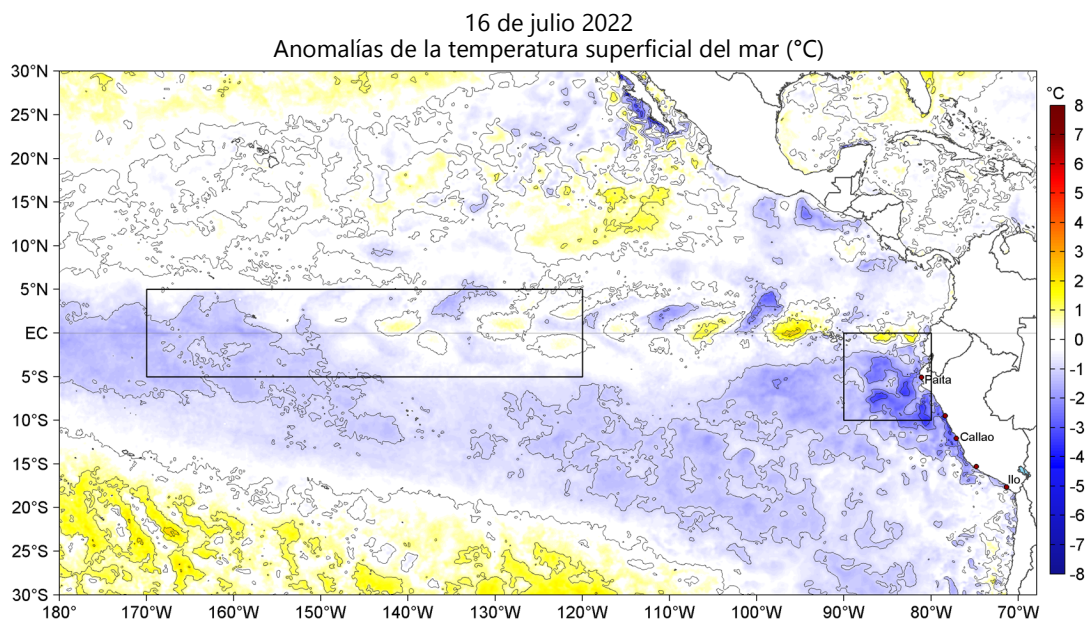 16 de julio 2022
Anomalías de la temperatura superficial del mar (°C)
30°N
25°N
20°N
15°N
10°N
5°N
EC
5°S
10°S
15°S
20°S
25°S
30°S
180
170°W
160°W
150°W
140°W
130°W
120°W
110°W
100°W
90°W
80°W
70°W
Paita
Callao
Ilo
°C
8
7
6
5
4
3
2
1
0
-1
-2
-3
-4
-5
-6
-7
-8